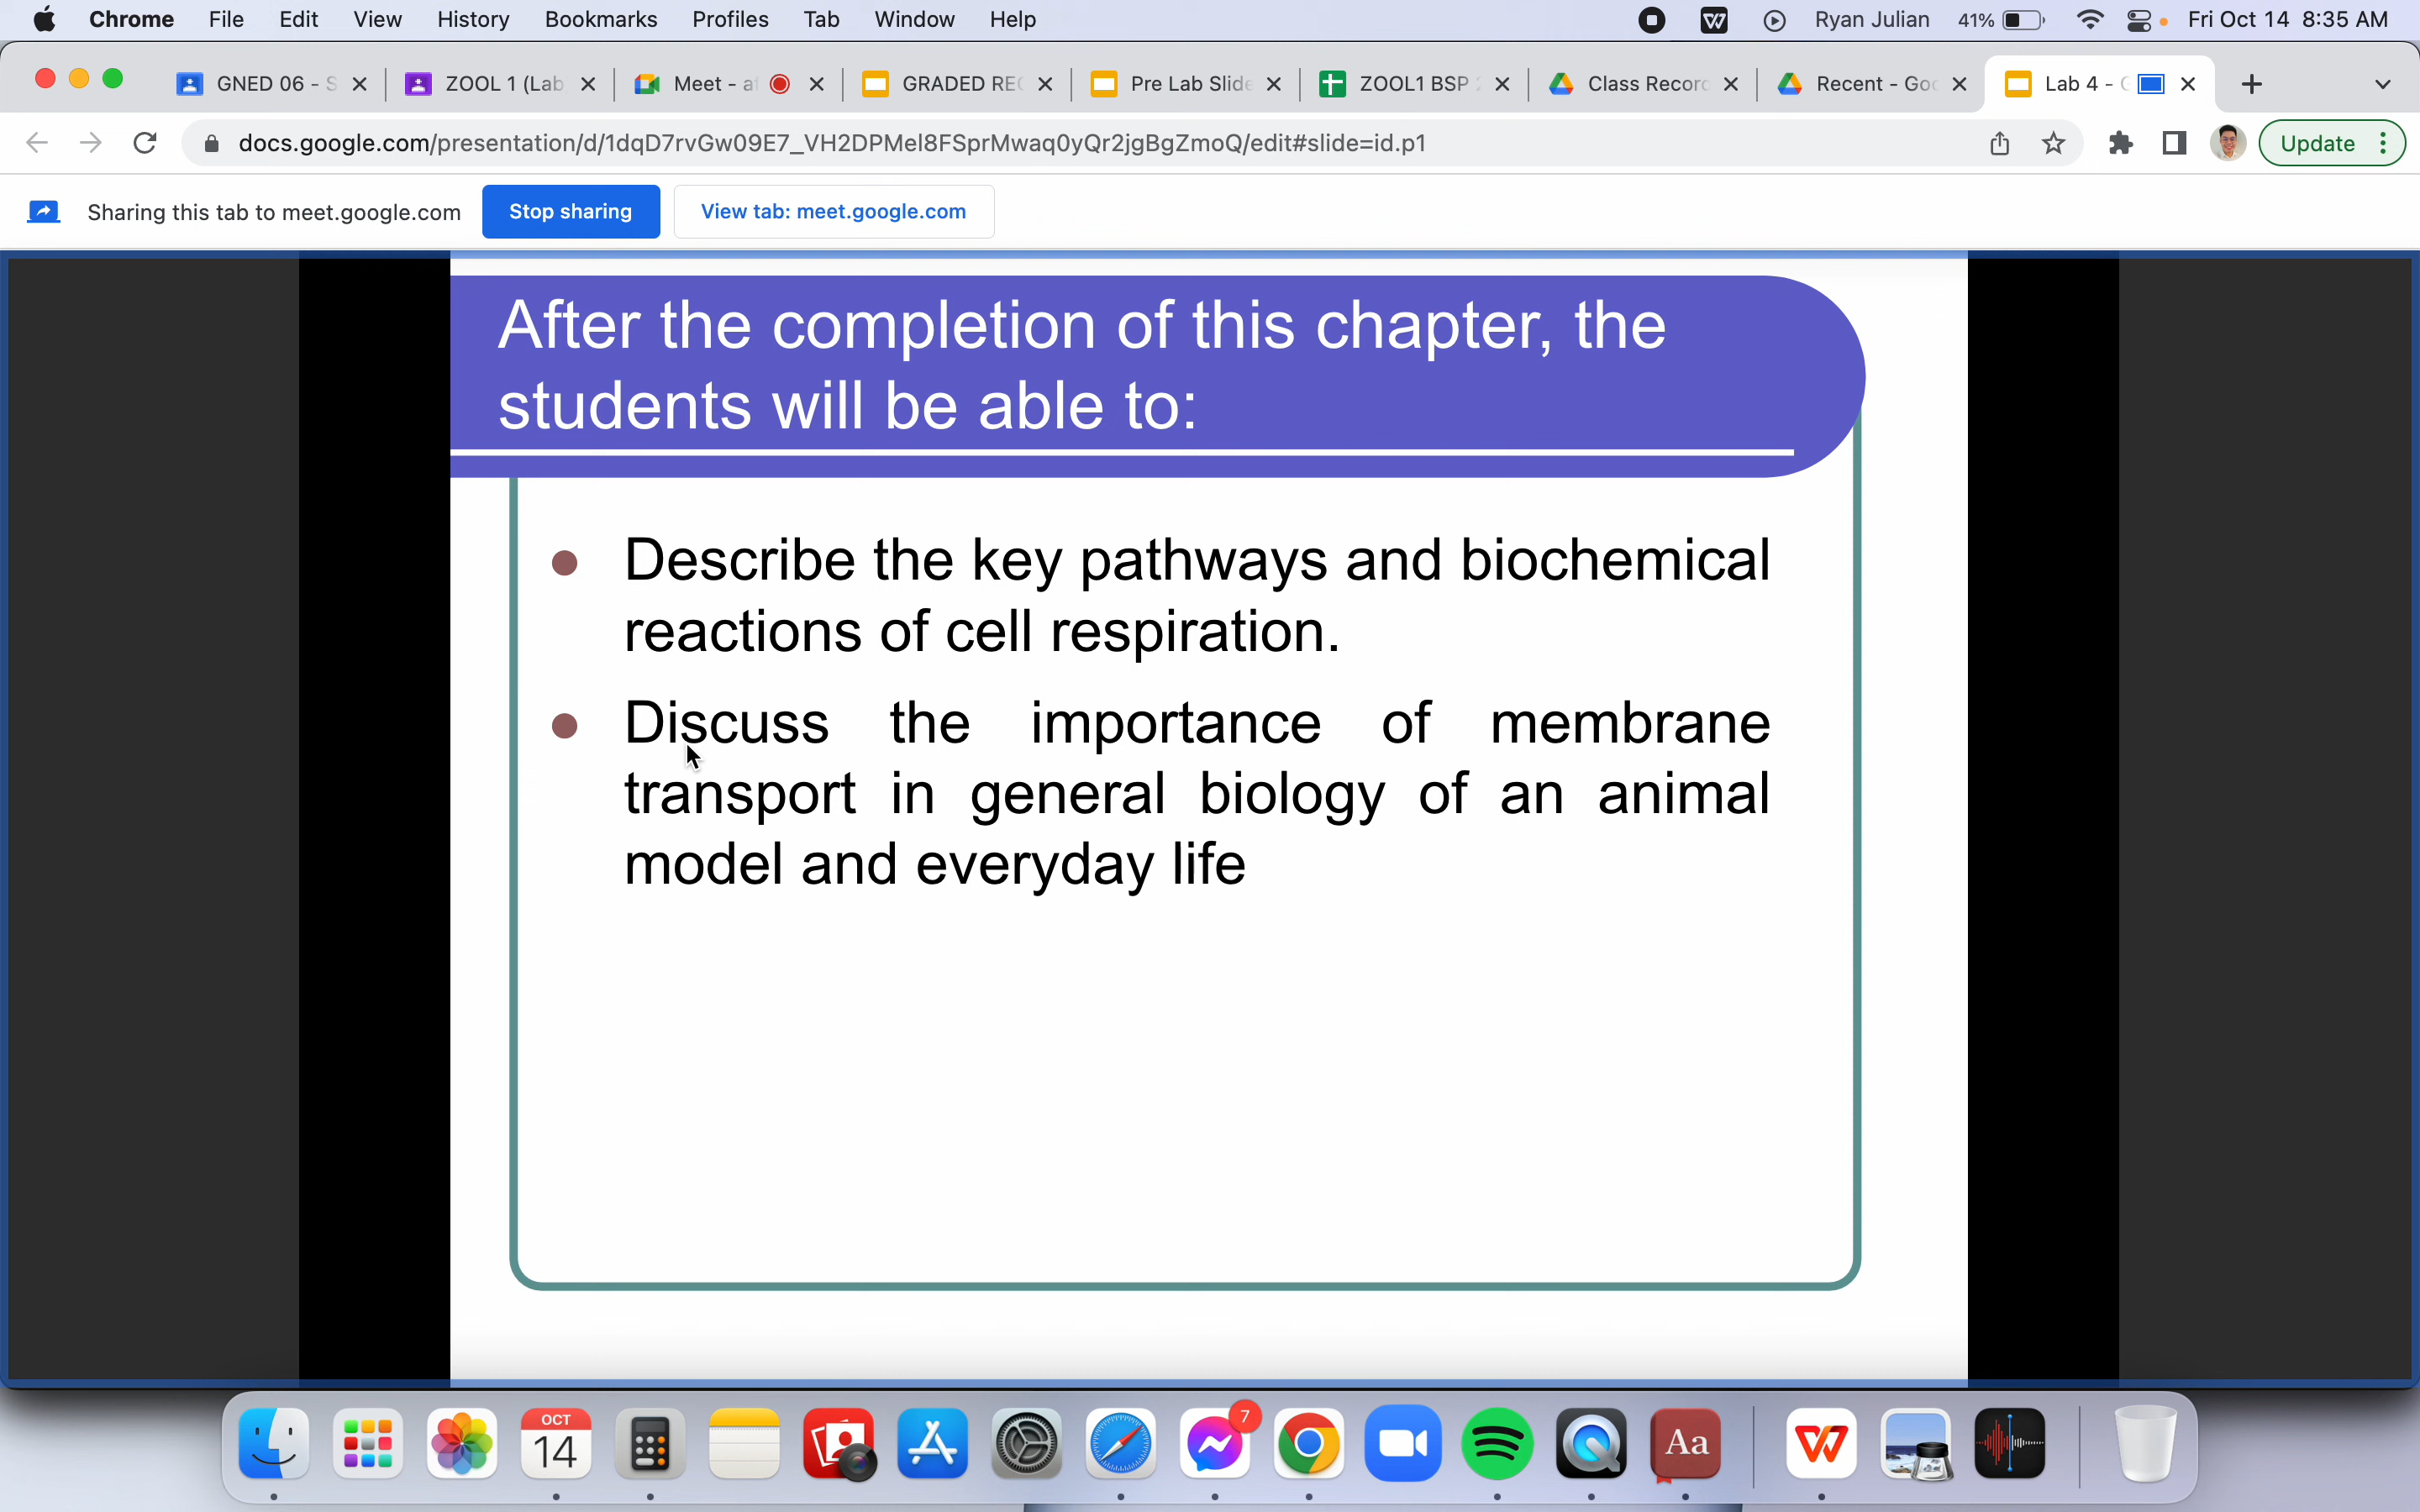 Chrome File Edit View History Bookmarks Profiles Tab Window Help Ryan Julian 41% Fri Oct 14 8:35 AM
GNED 06 - ZOOL 1 (Lab Meet - GRADED Pre Lab Slide ZOOL1 BSP Class Recor Recent - Lab 4 -
docs.google.com/presentation/d/1dqD7rvGw09E7_VH2DPMel8FSprMwaq0yQr2jgBgZmoQ/edit#slide=id.p1 Update
Sharing this tab to meet.google.com Stop sharing View tab: meet.google.com
After the completion of this chapter, the
students will be able to:
Describe the key pathways and biochemical
reactions of cell respiration.
Discuss the importance of membrane
transport in general biology of an animal
model and everyday life
7
OCT
14
Aa